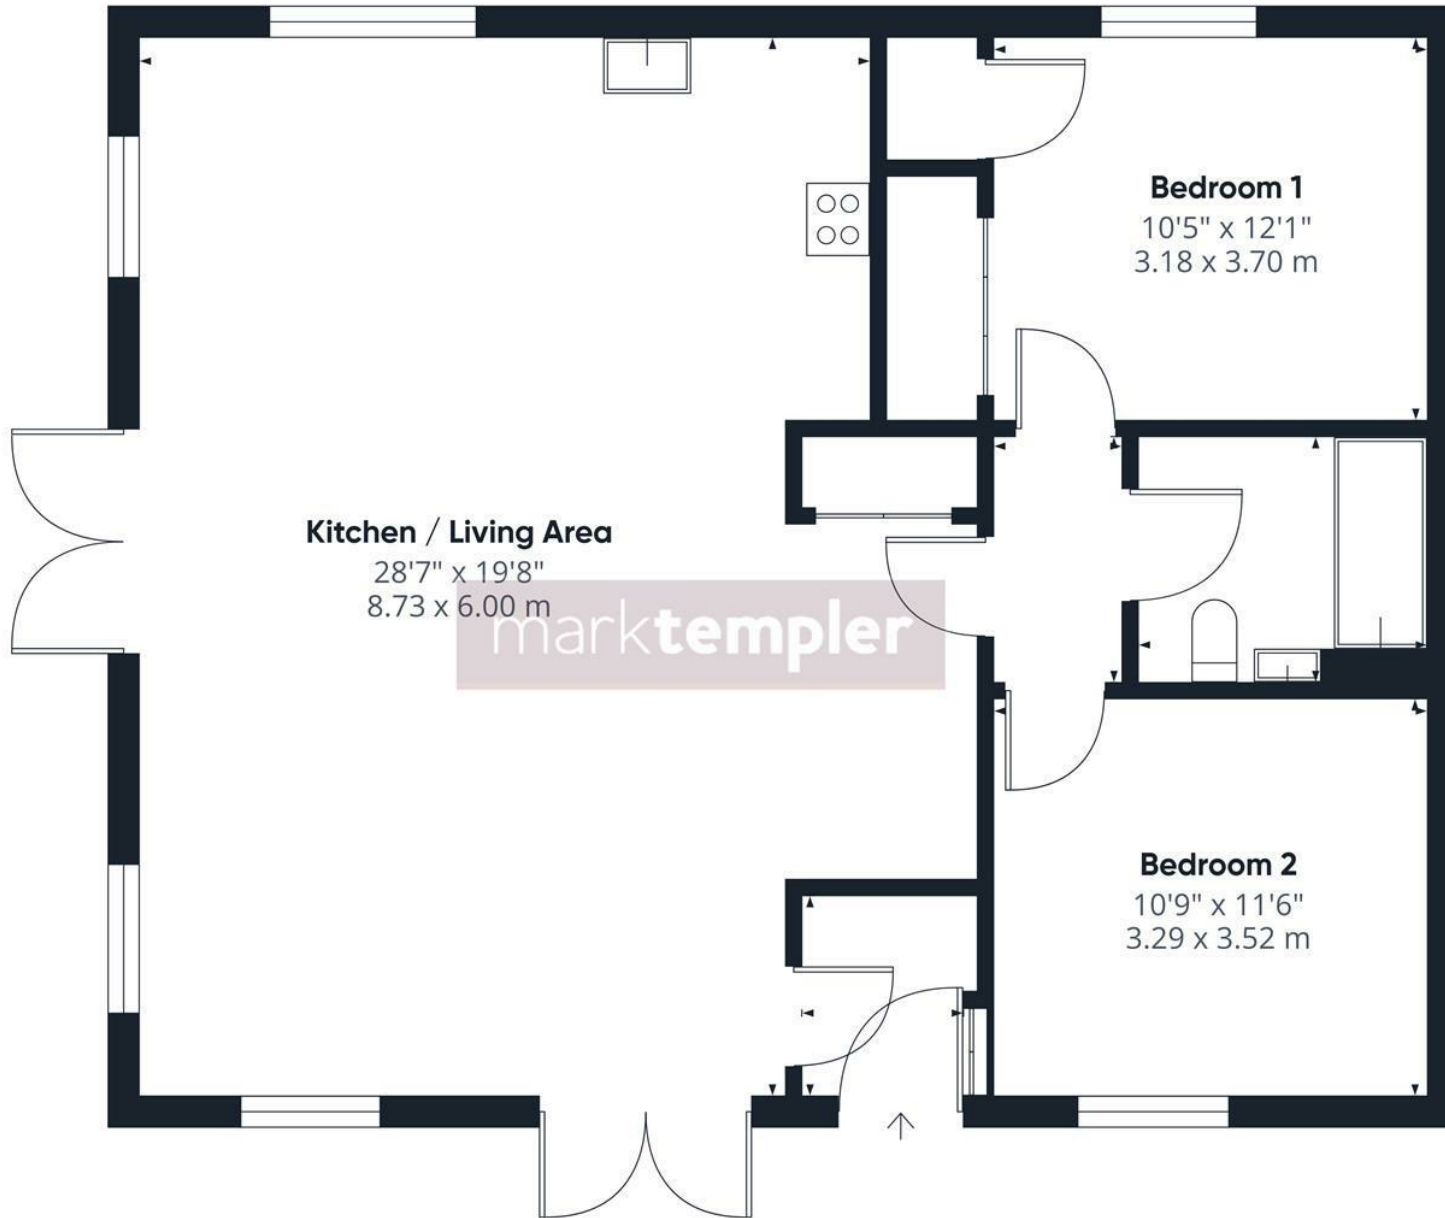 Bedroom 1
10'5" x 12'1"
3.18 x 3.70 m
Kitchen / Living Area
28'7" x 19'8"
8.73 x 6.00 m
marktempler
Bedroom 2
10'9" x 11'6"
3.29 x 3.52 m